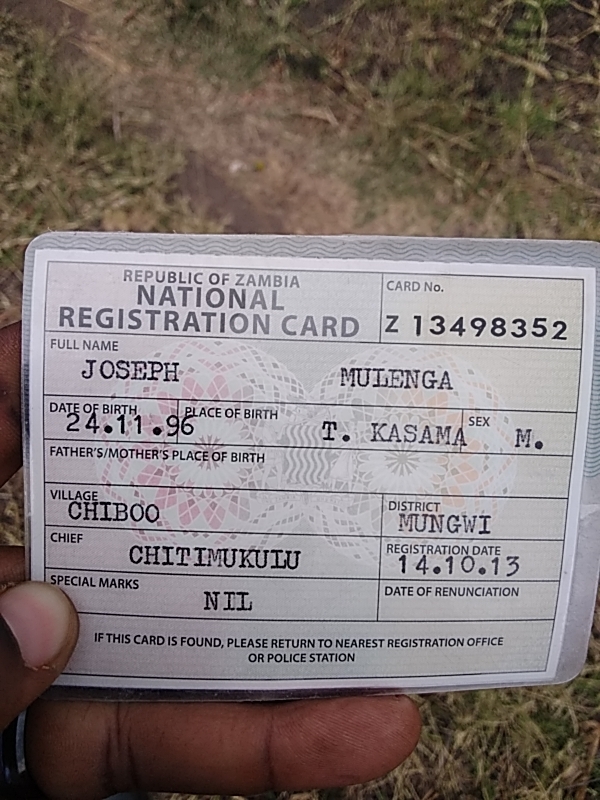 REPUBLIC OF ZAMBIA
NATIONAL
REGISTRATION CARD
CARD No.
Z 13498352
FULL NAME
JOSEPH MULENGA
DATE OF BIRTH PLACE OF BIRTH SEX
24.11.96 T. KASAMA M.
FATHER'S/MOTHER'S PLACE OF BIRTH
VILLAGE DISTRICT
CHIBOO MUNGWI
CHIEF REGISTRATION DATE
CHITIMUKULU 14.10.13
SPECIAL MARKS DATE OF RENUNCIATION
NIL
IF THIS CARD IS FOUND, PLEASE RETURN TO NEAREST REGISTRATION OFFICE
OR POLICE STATION